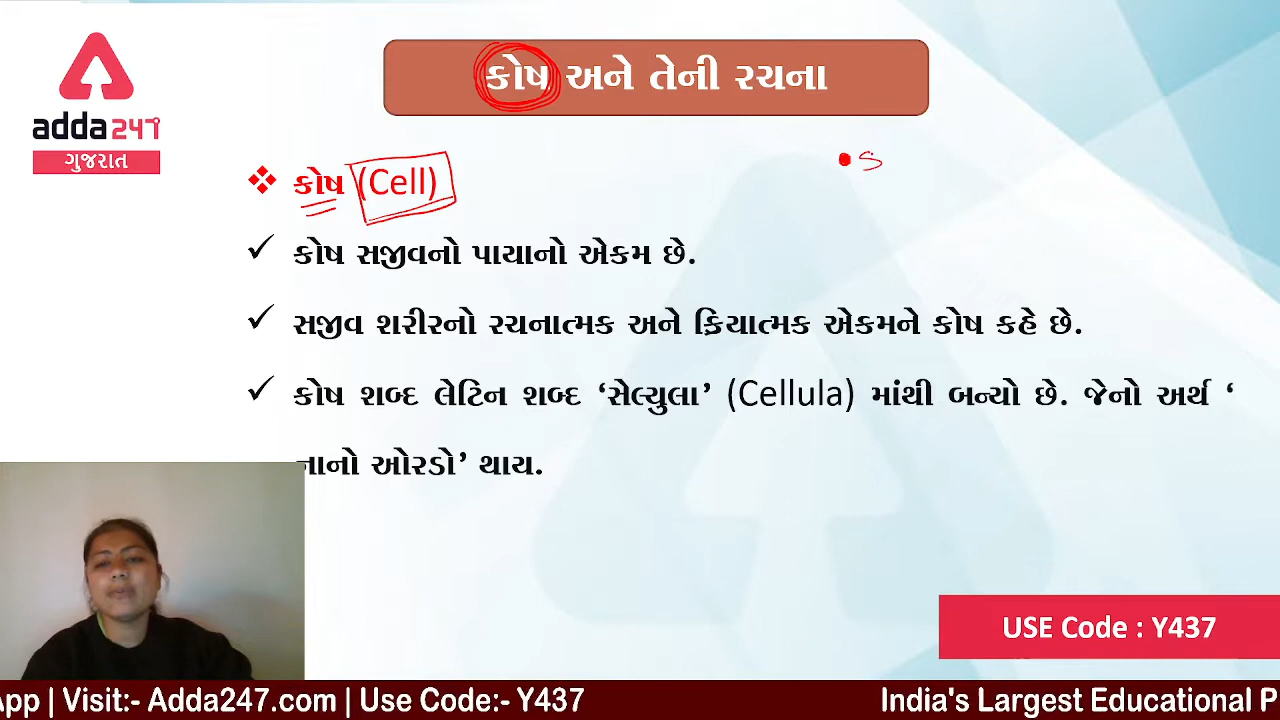 કોષ અને તેની રચના
adda247
ગુજરાત
❖ કોષ (Cell)
S
✓ કોષ સજીવનો પાયાનો એકમ છે.
✓ સજીવ શરીરનો રચનાત્મક અને ક્રિયાત્મક એકમને કોષ કહે છે.
✓ કોષ શબ્દ લેટિન શબ્દ ‘સેલ્યુલા’ (Cellula) માંથી બન્યો છે. જેનો અર્થ ‘
નાનો ઓરડો’ થાય.
USE Code : Y437
App | Visit:- Adda247.com | Use Code:- Y437
India's Largest Educational P